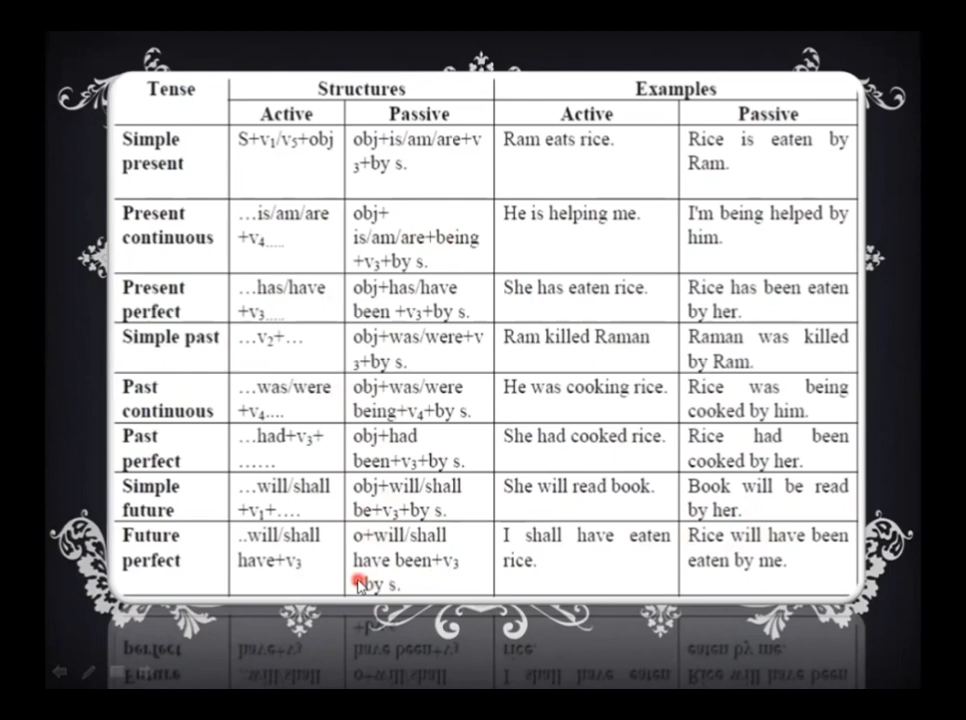 Tense Structures Examples
Active Passive Active Passive
Simple present S+v1/v5+obj obj+is/am/are+v3+by s. Ram eats rice. Rice is eaten by Ram.
Present continuous …is/am/are +v4..... obj+ is/am/are+being +v3+by s. He is helping me. I'm being helped by him.
Present perfect …has/have +v3..... obj+has/have been +v3+by s. She has eaten rice. Rice has been eaten by her.
Simple past …v2+… obj+was/were+v3+by s. Ram killed Raman Raman was killed by Ram.
Past continuous …was/were +v4.... obj+was/were being+v4+by s. He was cooking rice. Rice was being cooked by him.
Past perfect …had+v3+ …… obj+had been+v3+by s. She had cooked rice. Rice had been cooked by her.
Simple future …will/shall +v1+…. obj+will/shall be+v3+by s. She will read book. Book will be read by her.
Future perfect ..will/shall have+v3 o+will/shall have been+v3 by s. I shall have eaten rice. Rice will have been eaten by me.